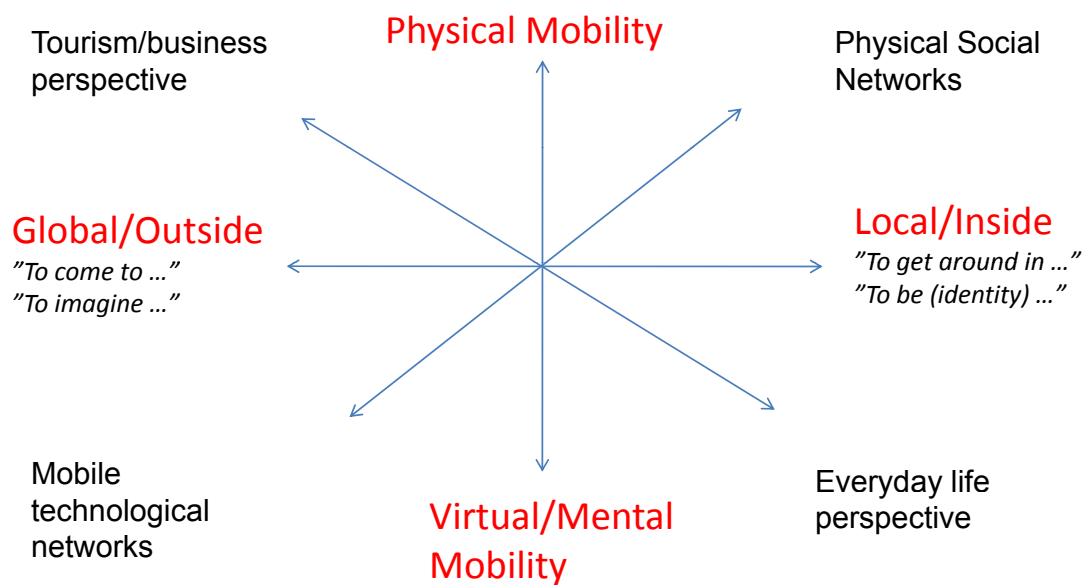 Tourism/business
perspective
Physical Mobility
Physical Social
Networks
Global/Outside
”To come to …”
”To imagine …”
Local/Inside
”To get around in …”
”To be (identity) …”
Mobile
technological
networks
Virtual/Mental
Mobility
Everyday life
perspective